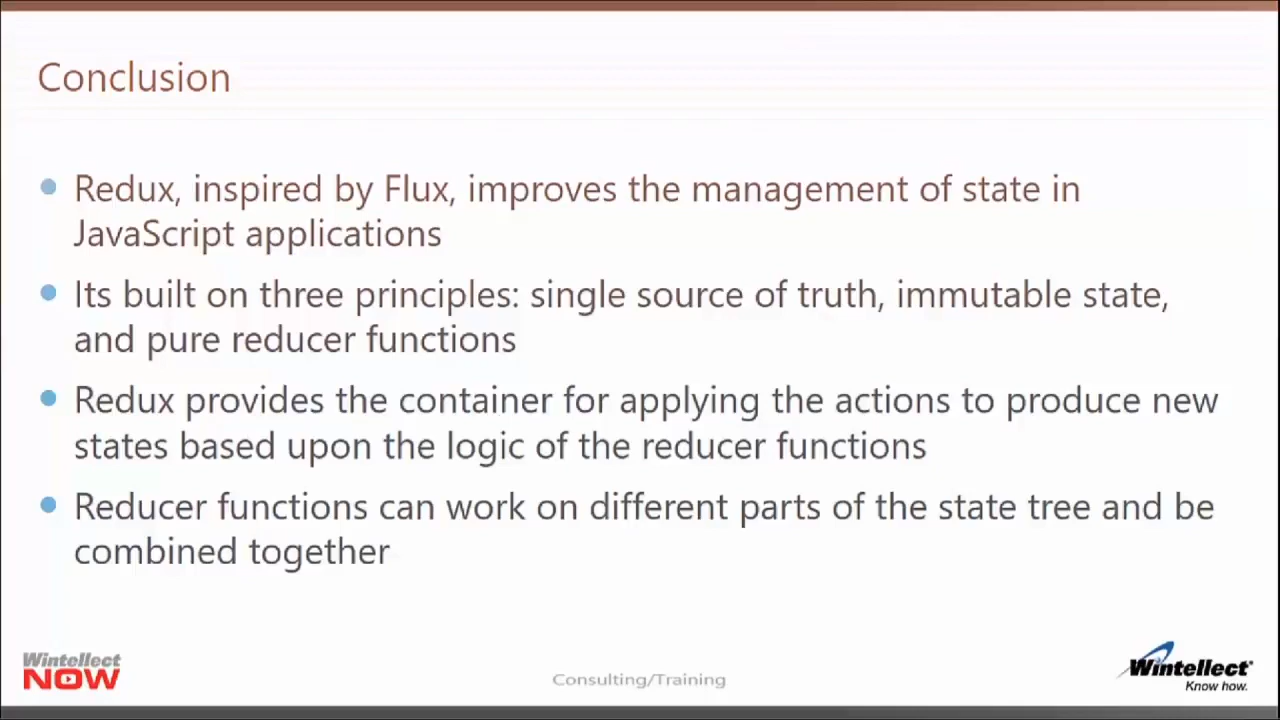 Conclusion
Redux, inspired by Flux, improves the management of state in
JavaScript applications
Its built on three principles: single source of truth, immutable state,
and pure reducer functions
Redux provides the container for applying the actions to produce new
states based upon the logic of the reducer functions
Reducer functions can work on different parts of the state tree and be
combined together
Wintellect
NOW
Consulting/Training
Wintellect
Know how.